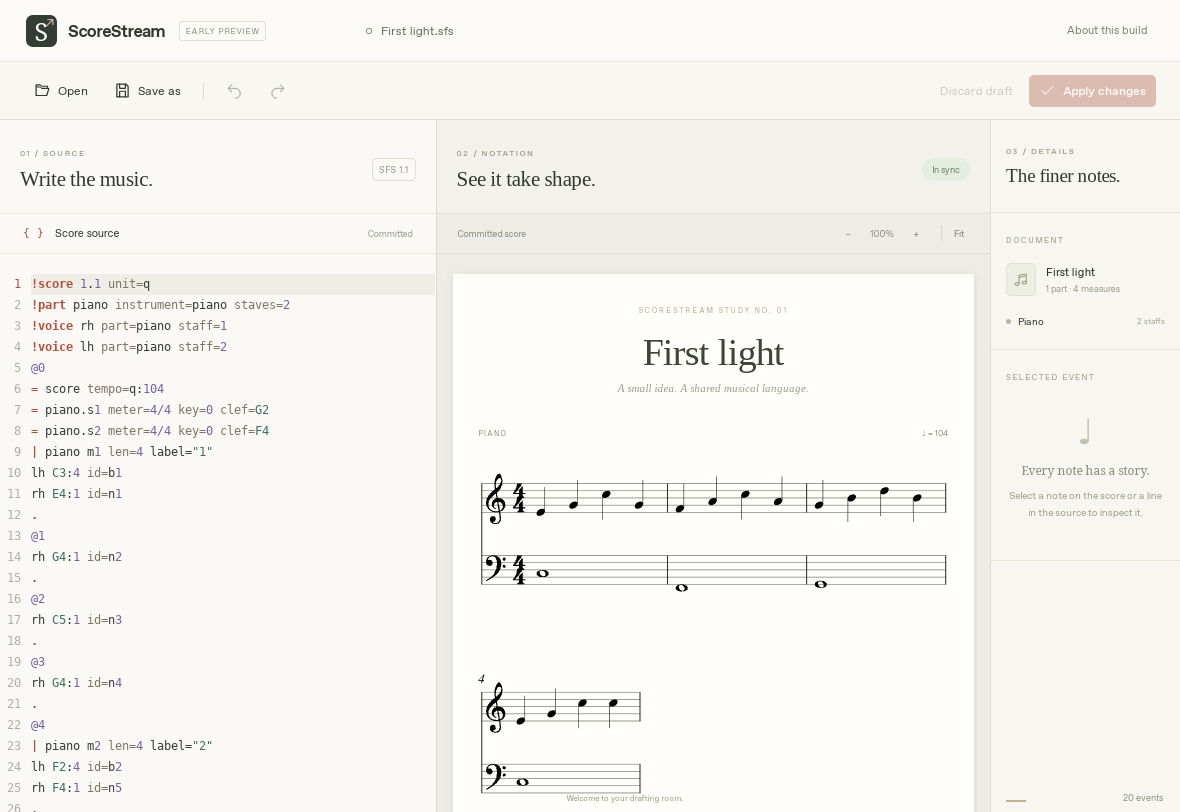 S
ScoreStream
EARLY PREVIEW
First light.sfs
About this build
Open
Save as
Discard draft
Apply changes
01 / SOURCE
Write the music.
SFS 1.1
{ } Score source
Committed
1 !score 1.1 unit=q
2 !part piano instrument=piano staves=2
3 !voice rh part=piano staff=1
4 !voice lh part=piano staff=2
5 @0
6 = score tempo=q:104
7 = piano.s1 meter=4/4 key=0 clef=G2
8 = piano.s2 meter=4/4 key=0 clef=F4
9 | piano m1 len=4 label="1"
10 lh C3:4 id=b1
11 rh E4:1 id=n1
12 .
13 @1
14 rh G4:1 id=n2
15 .
16 @2
17 rh C5:1 id=n3
18 .
19 @3
20 rh G4:1 id=n4
21 .
22 @4
23 | piano m2 len=4 label="2"
24 lh F2:4 id=b2
25 rh F4:1 id=n5
26 .
02 / NOTATION
See it take shape.
In sync
Committed score
− 100% + Fit
SCORESTREAM STUDY NO. 01
First light
A small idea. A shared musical language.
PIANO
♩ = 104
4
4
4
4
4
Welcome to your drafting room.
03 / DETAILS
The finer notes.
DOCUMENT
First light
1 part · 4 measures
Piano
2 staffs
SELECTED EVENT
Every note has a story.
Select a note on the score or a line
in the source to inspect it.
20 events